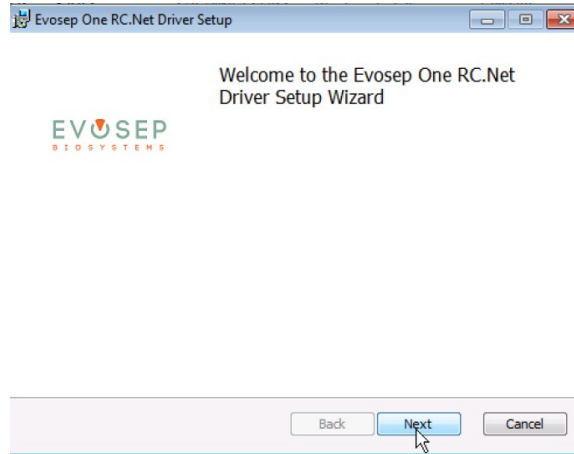 Evosep One RC.Net Driver Setup
Welcome to the Evosep One RC.Net
Driver Setup Wizard
EVOSEP
BIOSYSTEMS
Back
Next
Cancel